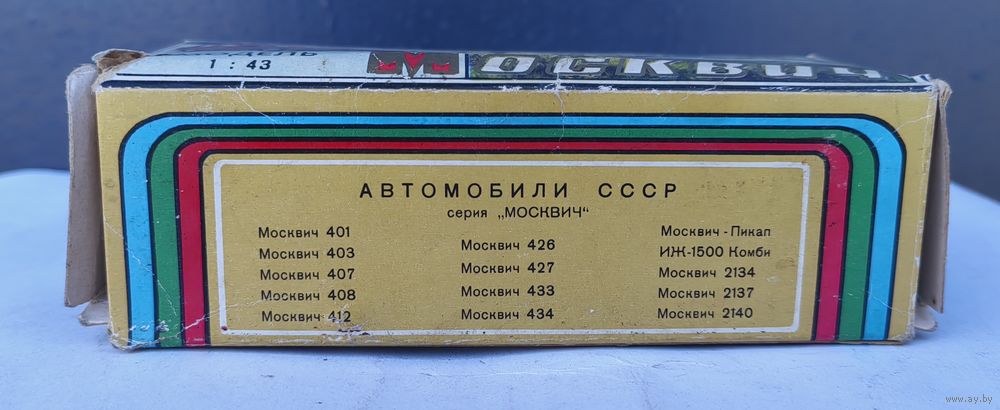 1 : 43
МОСКВИЧ
АВТОМОБИЛИ СССР
серия „МОСКВИЧ"
Москвич 401
Москвич 403
Москвич 407
Москвич 408
Москвич 412
Москвич 426
Москвич 427
Москвич 433
Москвич 434
Москвич - Пикап
ИЖ-1500 Комби
Москвич 2134
Москвич 2137
Москвич 2140
www.ay.by